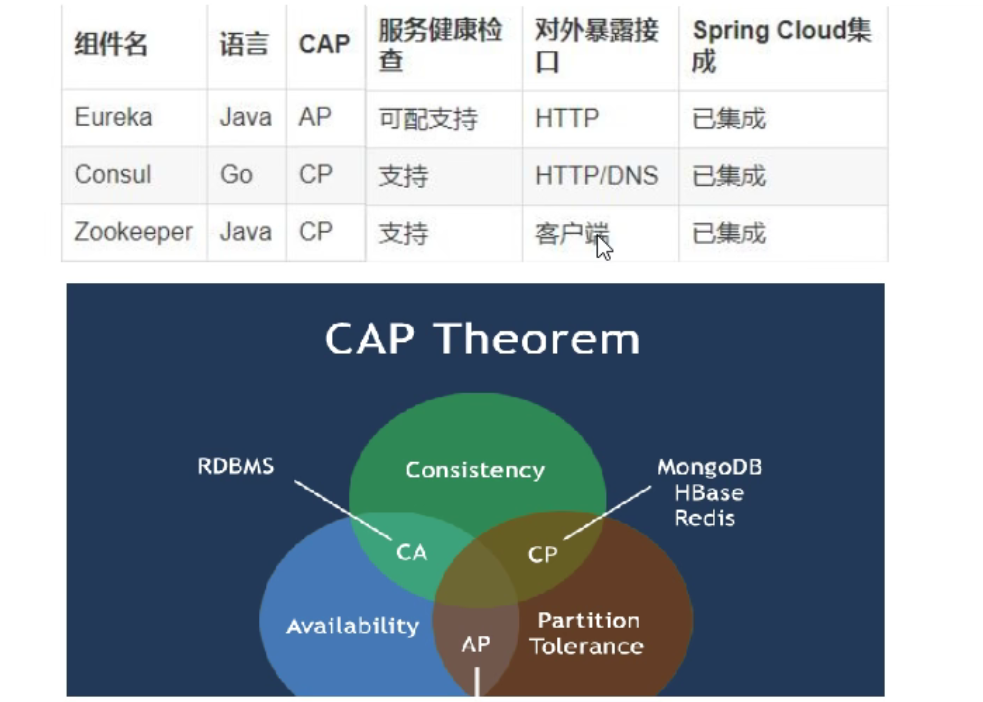 组件名 语言 CAP 服务健康检查 对外暴露接口 Spring Cloud集成
Eureka Java AP 可配支持 HTTP 已集成
Consul Go CP 支持 HTTP/DNS 已集成
Zookeeper Java CP 支持 客户端 已集成
CAP Theorem
RDBMS
Consistency
MongoDB
HBase
Redis
CA
CP
Availability
AP
Partition
Tolerance